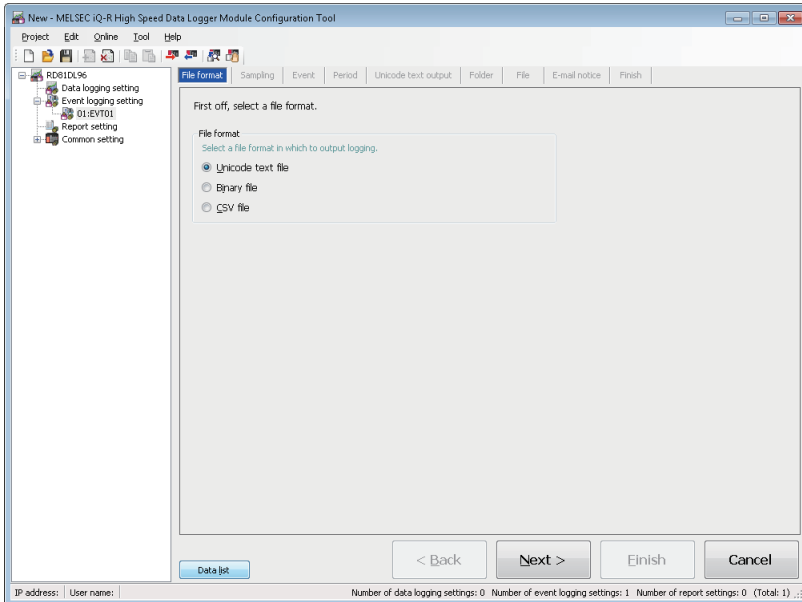 New - MELSEC iQ-R High Speed Data Logger Module Configuration Tool
Project Edit Online Tool Help
RD81DL96
Data logging setting
Event logging setting
01:EVT01
Report setting
Common setting
File format Sampling Event Period Unicode text output Folder File E-mail notice Finish
First off, select a file format.
File format
Select a file format in which to output logging.
Unicode text file
Binary file
CSV file
Data list
< Back Next > Finish Cancel
IP address: User name: Number of data logging settings: 0 Number of event logging settings: 1 Number of report settings: 0 (Total: 1)